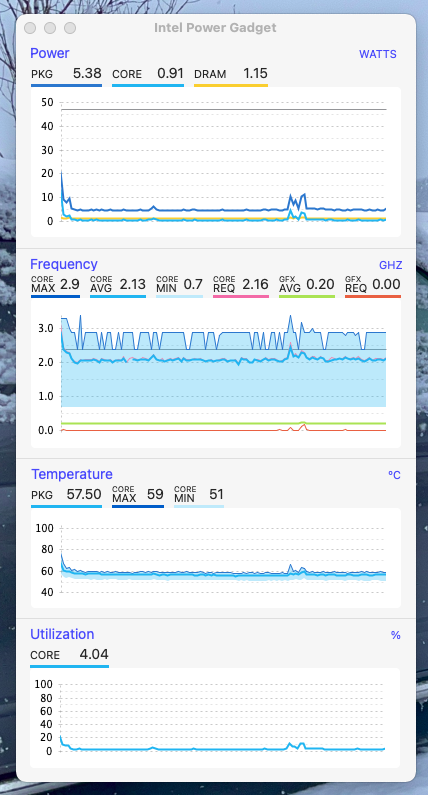 Intel Power Gadget
Power WATTS
PKG 5.38 CORE 0.91 DRAM 1.15
50
40
30
20
10
0
Frequency GHZ
CORE MAX 2.9 CORE AVG 2.13 CORE MIN 0.7 CORE REQ 2.16 GFX AVG 0.20 GFX REQ 0.00
3.0
2.0
1.0
0.0
Temperature °C
PKG 57.50 CORE MAX 59 CORE MIN 51
100
80
60
40
Utilization %
CORE 4.04
100
80
60
40
20
0